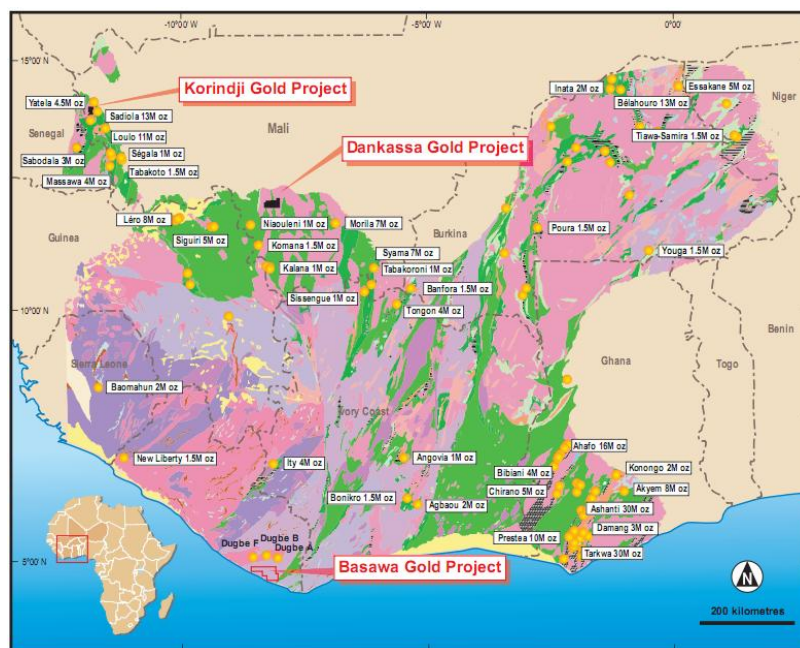 -10°00' W
-5°00' W
0°00'
15°00' N
Inata 2M oz
Essakane 5M oz
Korindji Gold Project
Yatela 4.5M oz
Niger
Bélahouro 13M oz
Sadiola 13M oz
Mali
Senegal
Loulo 11M oz
Tiawa-Samira 1.5M oz
Dankassa Gold Project
Ségala 1M oz
Sabodala 3M oz
Tabakoto 1.5M oz
Massawa 4M oz
Léro 8M oz
Niaouleni 1M oz
Morila 7M oz
Burkina
Poura 1.5M oz
Guinea
Siguiri 5M oz
Komana 1.5M oz
Syama 7M oz
Youga 1.5M oz
Kalana 1M oz
Tabakoroni 1M oz
Banfora 1.5M oz
Sissengue 1M oz
10°00' N
Tongon 4M oz
Benin
Sierra Leone
Ghana
Togo
Baomahun 2M oz
Ivory Coast
Ahafo 16M oz
New Liberty 1.5M oz
Ity 4M oz
Angovia 1M oz
Bibiani 4M oz
Konongo 2M oz
Chirano 5M oz
Akyem 8M oz
Bonikro 1.5M oz
Agbaou 2M oz
Ashanti 30M oz
Damang 3M oz
Prestea 10M oz
Dugbe F
Dugbe B
Dugbe A
Tarkwa 30M oz
5°00' N
Basawa Gold Project
N
200 kilometres